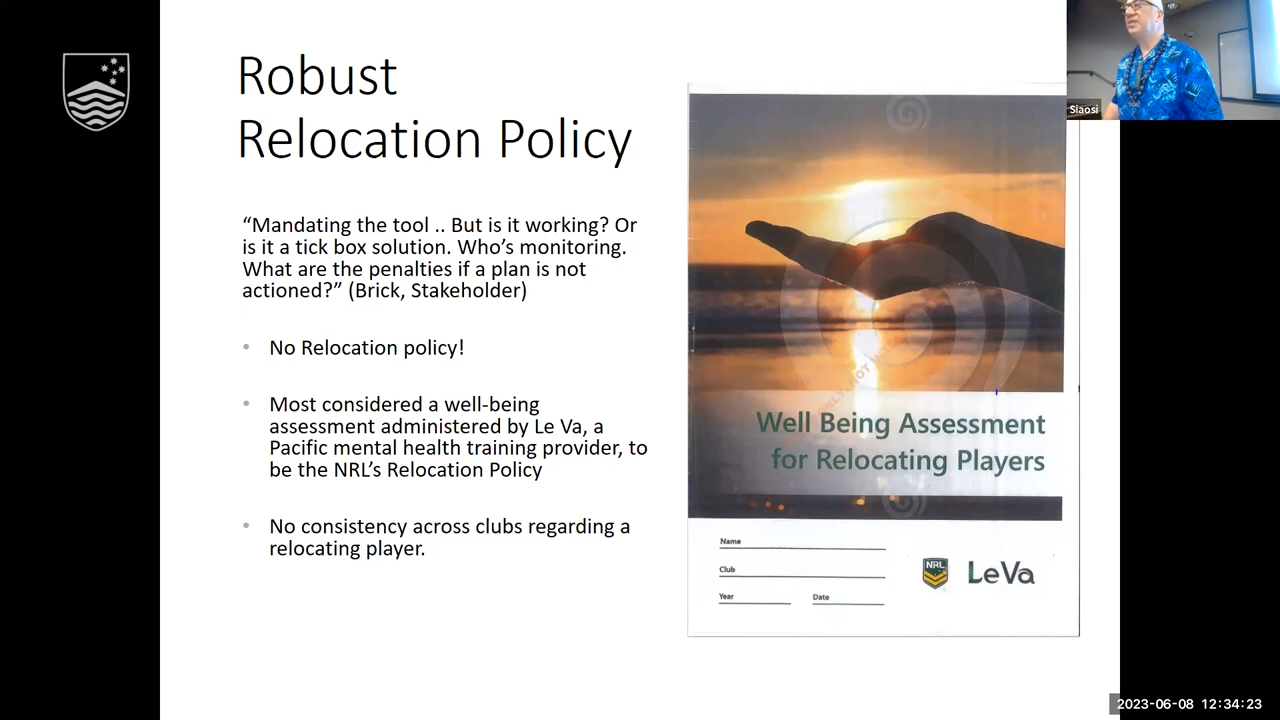 Robust
Relocation Policy
“Mandating the tool .. But is it working? Or
is it a tick box solution. Who’s monitoring.
What are the penalties if a plan is not
actioned?” (Brick, Stakeholder)
• No Relocation policy!
• Most considered a well-being
assessment administered by Le Va, a
Pacific mental health training provider, to
be the NRL’s Relocation Policy
• No consistency across clubs regarding a
relocating player.
Well Being Assessment
for Relocating Players
Name
Club
Year Date
NRL
LeVa
Siaosi
2023-06-08 12:34:23